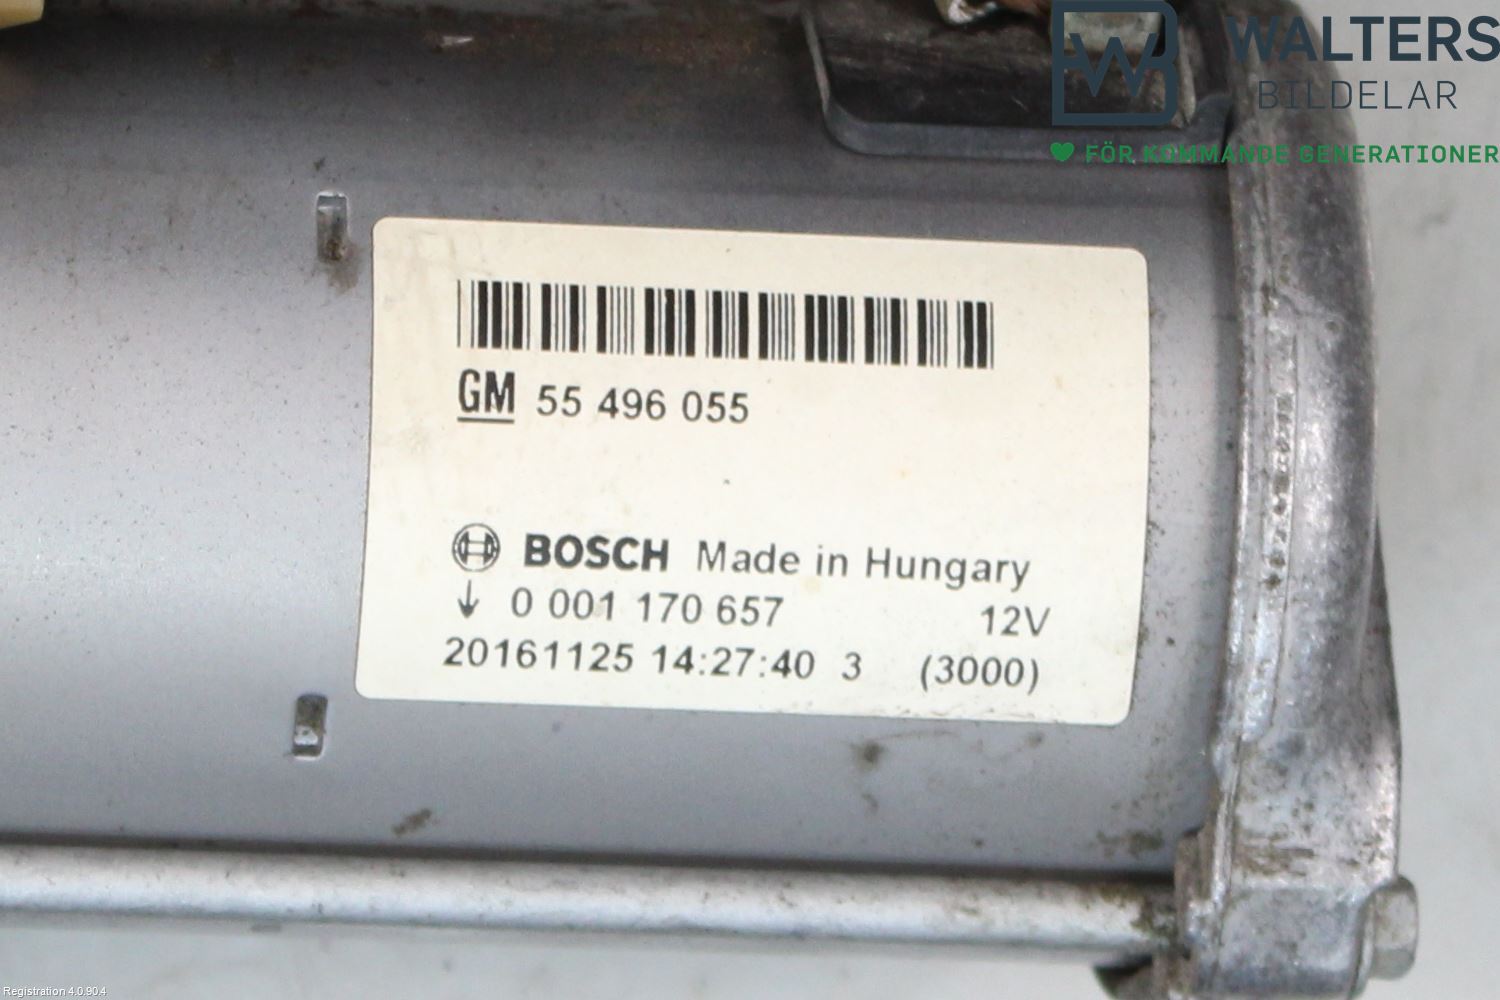 WALTERS
BILDELAR
FÖR KOMMANDE GENERATIONER
GM 55 496 055
BOSCH Made in Hungary
0 001 170 657 12V
20161125 14:27:40 3 (3000)
Registration 4.0.90.4